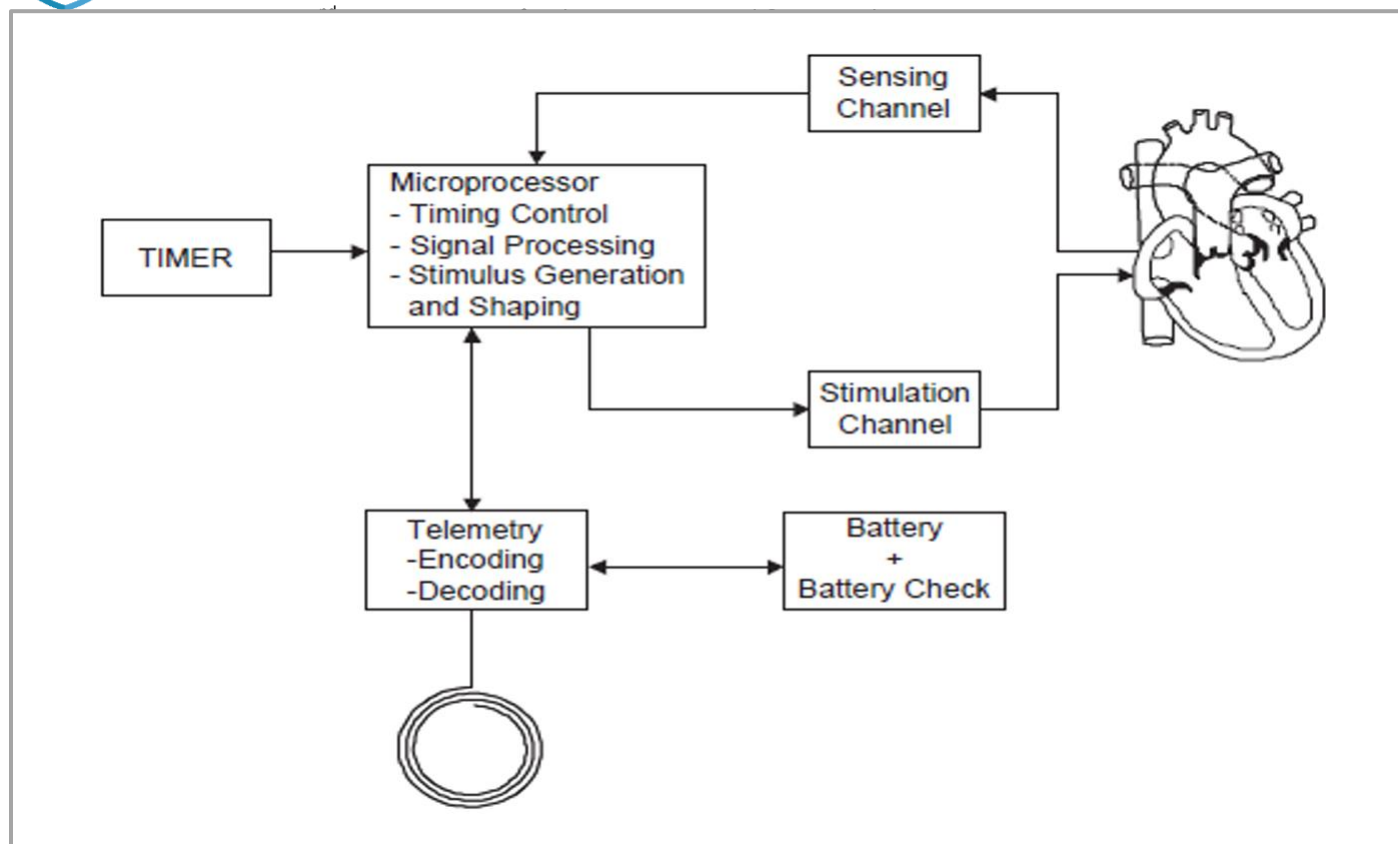 Sensing
Channel
Microprocessor
- Timing Control
- Signal Processing
- Stimulus Generation
and Shaping
TIMER
Stimulation
Channel
Telemetry
-Encoding
-Decoding
Battery
+
Battery Check